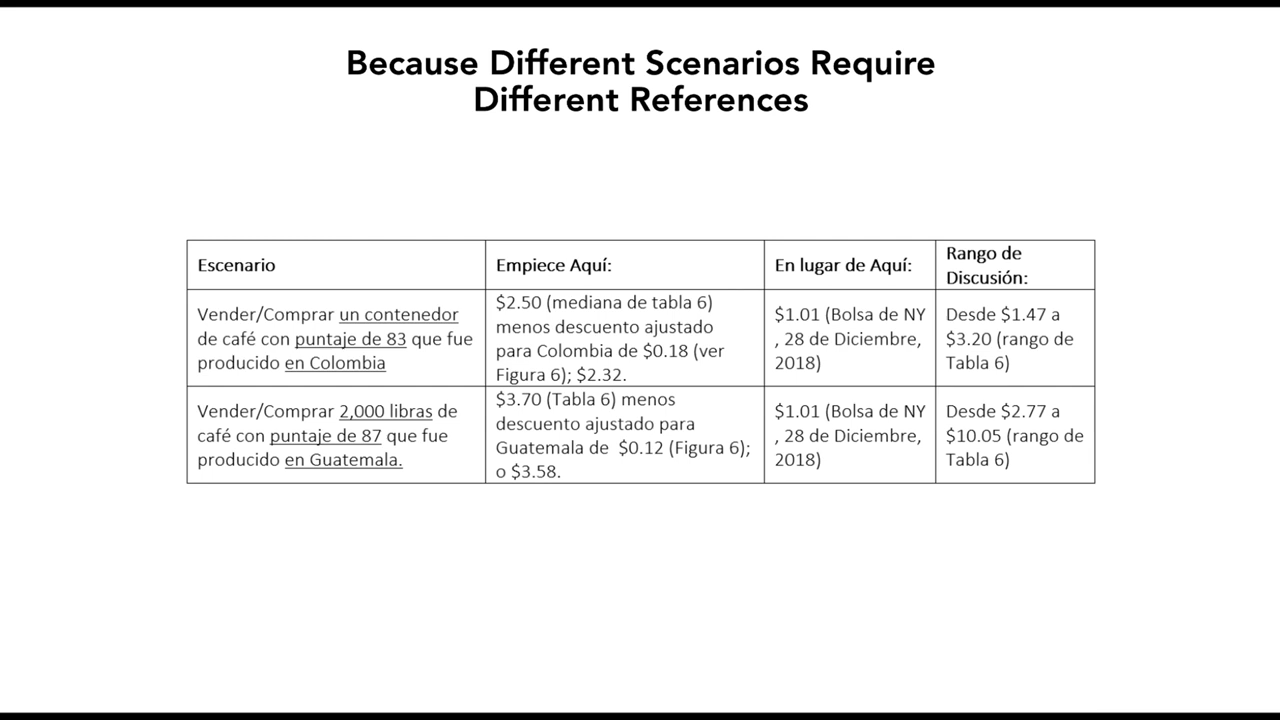 Because Different Scenarios Require
Different References
Escenario
Empiece Aquí:
En lugar de Aquí:
Rango de
Discusión:
Vender/Comprar un contenedor
de café con puntaje de 83 que fue
producido en Colombia
$2.50 (mediana de tabla 6)
menos descuento ajustado
para Colombia de $0.18 (ver
Figura 6); $2.32.
$1.01 (Bolsa de NY
, 28 de Diciembre,
2018)
Desde $1.47 a
$3.20 (rango de
Tabla 6)
Vender/Comprar 2,000 libras de
café con puntaje de 87 que fue
producido en Guatemala.
$3.70 (Tabla 6) menos
descuento ajustado para
Guatemala de  $0.12 (Figura 6);
o $3.58.
$1.01 (Bolsa de NY
, 28 de Diciembre,
2018)
Desde $2.77 a
$10.05 (rango de
Tabla 6)